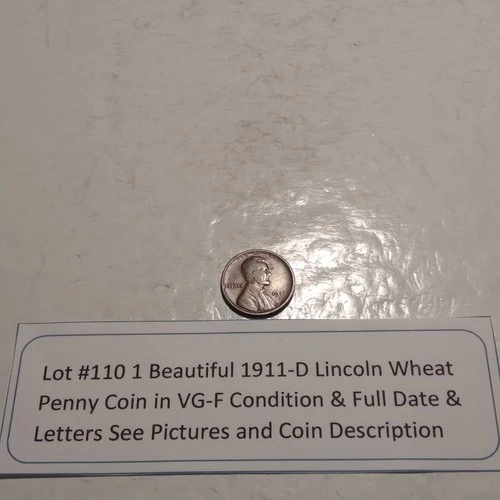 Lot #110 1 Beautiful 1911-D Lincoln Wheat
Penny Coin in VG-F Condition & Full Date &
Letters See Pictures and Coin Description